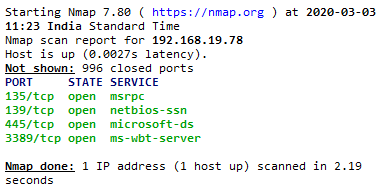 Starting Nmap 7.80 ( https://nmap.org ) at 2020-03-03
11:23 India Standard Time
Nmap scan report for 192.168.19.78
Host is up (0.0027s latency).
Not shown: 996 closed ports
PORT STATE SERVICE
135/tcp open msrpc
139/tcp open netbios-ssn
445/tcp open microsoft-ds
3389/tcp open ms-wbt-server
Nmap done: 1 IP address (1 host up) scanned in 2.19
seconds